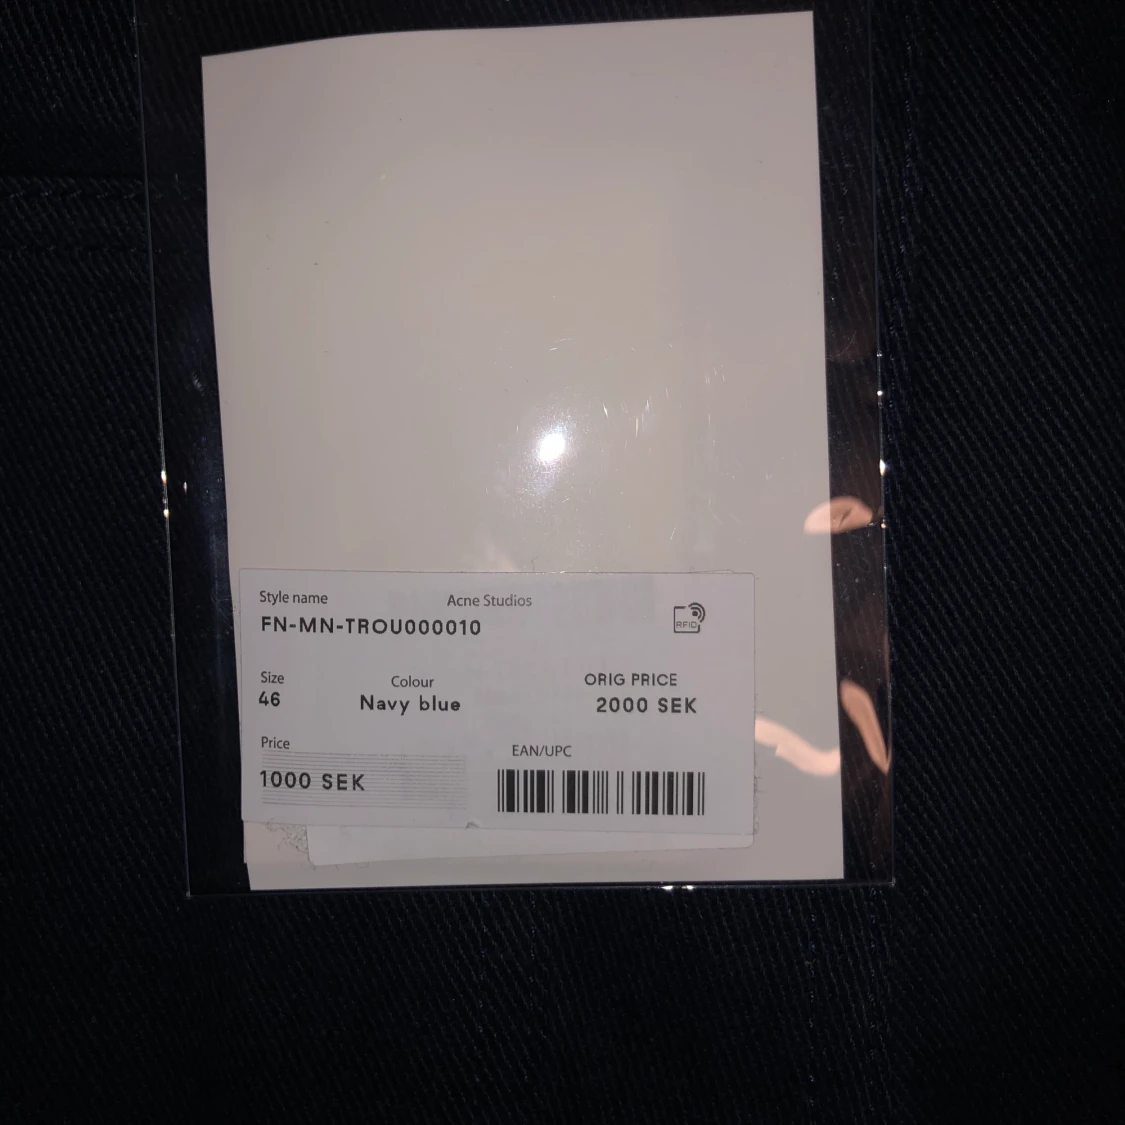 Style name Acne Studios
FN-MN-TROU000010
RFID
Size Colour ORIG PRICE
46 Navy blue 2000 SEK
Price EAN/UPC
1000 SEK